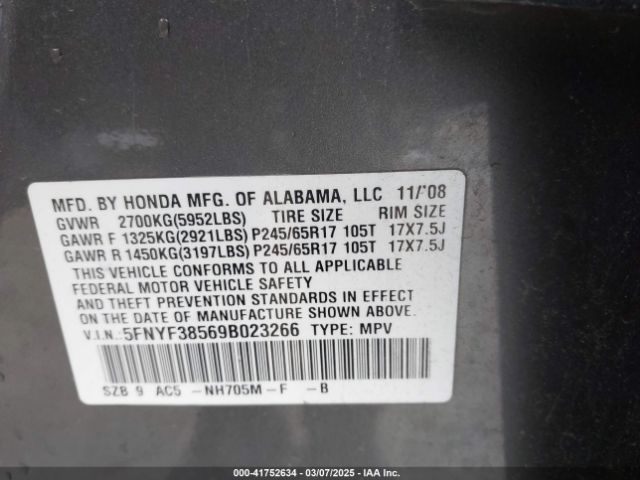 MFD. BY HONDA MFG. OF ALABAMA, LLC 11/'08
GVWR 2700KG(5952LBS) TIRE SIZE RIM SIZE
GAWR F 1325KG(2921LBS) P245/65R17 105T 17X7.5J
GAWR R 1450KG(3197LBS) P245/65R17 105T 17X7.5J
THIS VEHICLE CONFORMS TO ALL APPLICABLE
FEDERAL MOTOR VEHICLE SAFETY
AND THEFT PREVENTION STANDARDS IN EFFECT
ON THE DATE OF MANUFACTURE SHOWN ABOVE.
V.I.N.:5FNYF38569B023266 TYPE: MPV
SZB 9 AC5 -NH705M-F -B
000-41752634 / 03/07/2025 / IAA Inc.